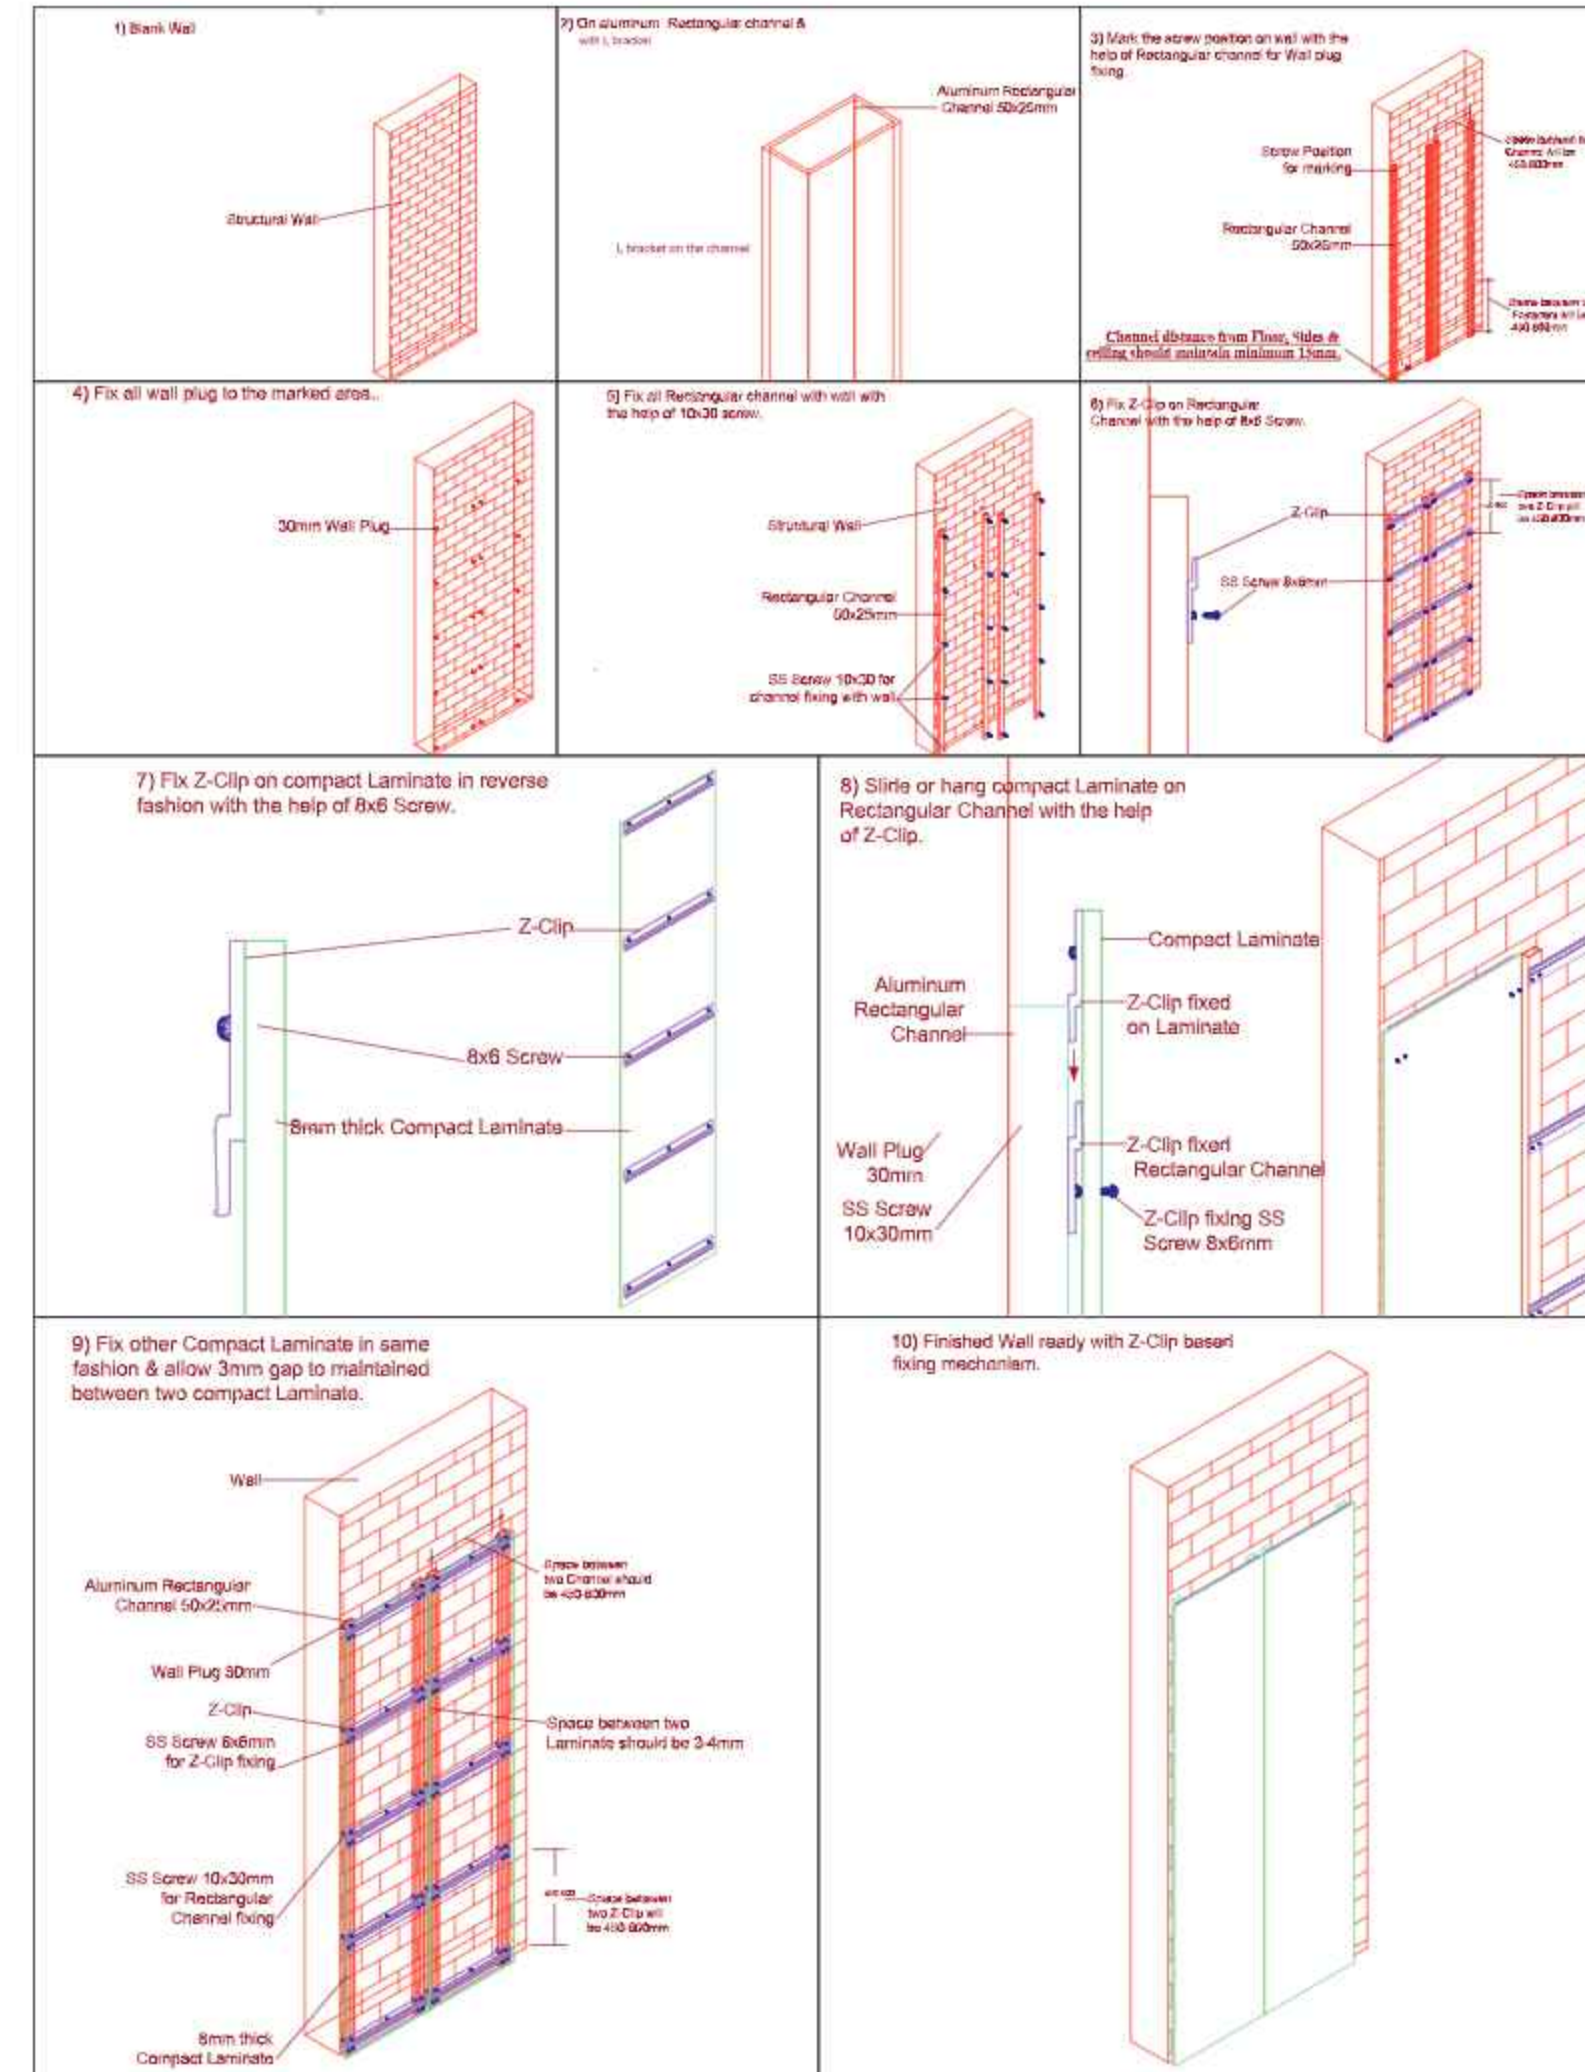 1) Blank Wall
Structural Wall
2) On aluminum Rectangular channel &
with L bracket
Aluminum Rectangular
Channel 50x25mm
L bracket on the channel
3) Mark the screw position on wall with the
help of Rectangular channel for Wall plug
fixing.
Screw Position
for marking
Rectangular Channel
50x25mm
Channel distance from Floor, Sides &
ceiling should maintain minimum 15mm.
4) Fix all wall plug to the marked area..
30mm Wall Plug
5) Fix all Rectangular channel with wall with
the help of 10x30 screw.
Structural Wall
Rectangular Channel
50x25mm
SS Screw 10x30 for
channel fixing with wall
6) Fix Z-Clip on Rectangular
Channel with the help of 8x6 Screw.
Z-Clip
SS Screw 8x6mm
7) Fix Z-Clip on compact Laminate in reverse
fashion with the help of 8x6 Screw.
Z-Clip
8x6 Screw
8mm thick Compact Laminate
8) Slide or hang compact Laminate on
Rectangular Channel with the help
of Z-Clip.
Compact Laminate
Aluminum
Rectangular
Channel
Z-Clip fixed
on Laminate
Wall Plug
30mm
Z-Clip fixed
Rectangular Channel
SS Screw
10x30mm
Z-Clip fixing SS
Screw 8x6mm
9) Fix other Compact Laminate in same
fashion & allow 3mm gap to maintained
between two compact Laminate.
Wall
Space between
two Channel should
be
Aluminum Rectangular
Channel 50x25mm
Wall Plug 30mm
Z-Clip
SS Screw
for Z-Clip fixing
Space between two
Laminate should be 3-4mm
SS Screw 10x30mm
for Rectangular
Channel fixing
Space between
two Z-Clip will
be
8mm thick
Compact Laminate
10) Finished Wall ready with Z-Clip based
fixing mechanism.